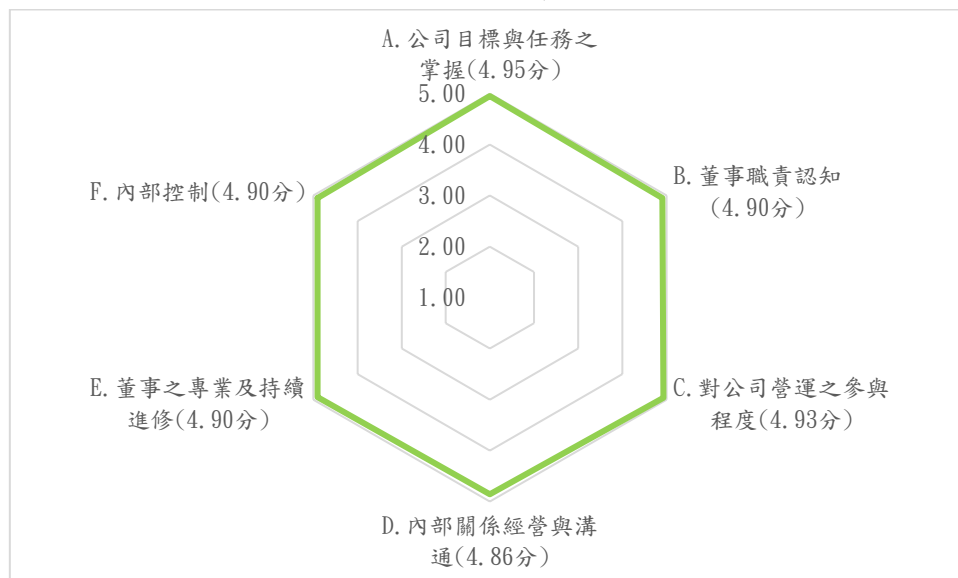 A.公司目標與任務之
掌握(4.95分)
5.00
4.00
3.00
2.00
1.00
B.董事職責認知
(4.90分)
C.對公司營運之參與
程度(4.93分)
D.內部關係經營與溝
通(4.86分)
E.董事之專業及持續
進修(4.90分)
F.內部控制(4.90分)